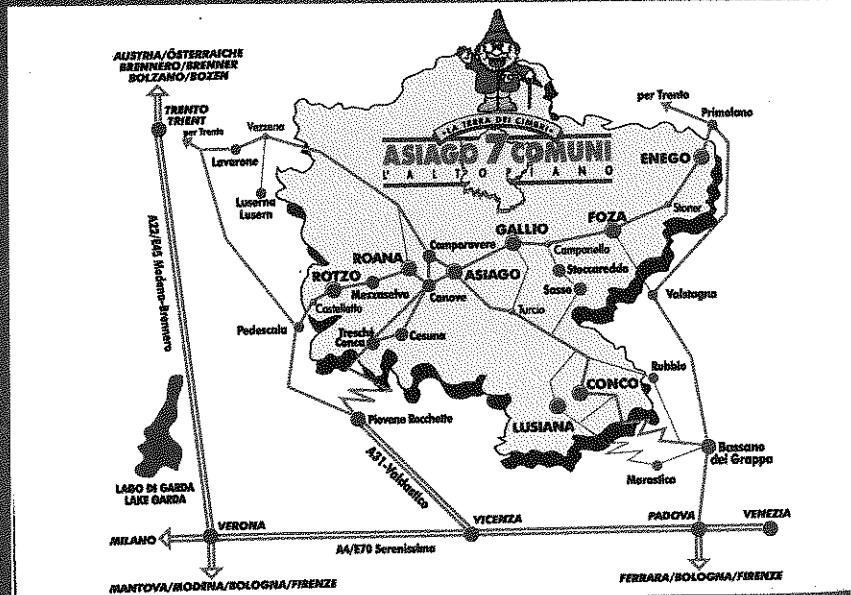 AUSTRIA/ÖSTERRAICHE
BRENNERO/BRENNER
BOLZANO/BOZEN
TRENTO
TRIENT
per Trento
Vezzena
Lavarone
Luserna
Lusern
A22/E45 Modena-Brennero
«LA TERRA DEI CIMBRI»
ASIAGO 7 COMUNI
L'ALTOPIANO
per Trento
Primolano
ENEGO
Stoner
FOZA
GALLIO
Camporovere
Campanella
Stoccareddo
Sasso
ROANA
ASIAGO
ROTZO
Mezzaselva
Canove
Castelletto
Turcio
Valstagna
Pedescala
Treschè
Conca
Cesuna
Rubbio
CONCO
LUSIANA
Piovene Rocchette
A31-Valdastico
Bassano
del Grappa
Marostica
LAGO DI GARDA
LAKE GARDA
VERONA
VICENZA
PADOVA
VENEZIA
MILANO
A4/E70 Serenissima
MANTOVA/MODENA/BOLOGNA/FIRENZE
FERRARA/BOLOGNA/FIRENZE